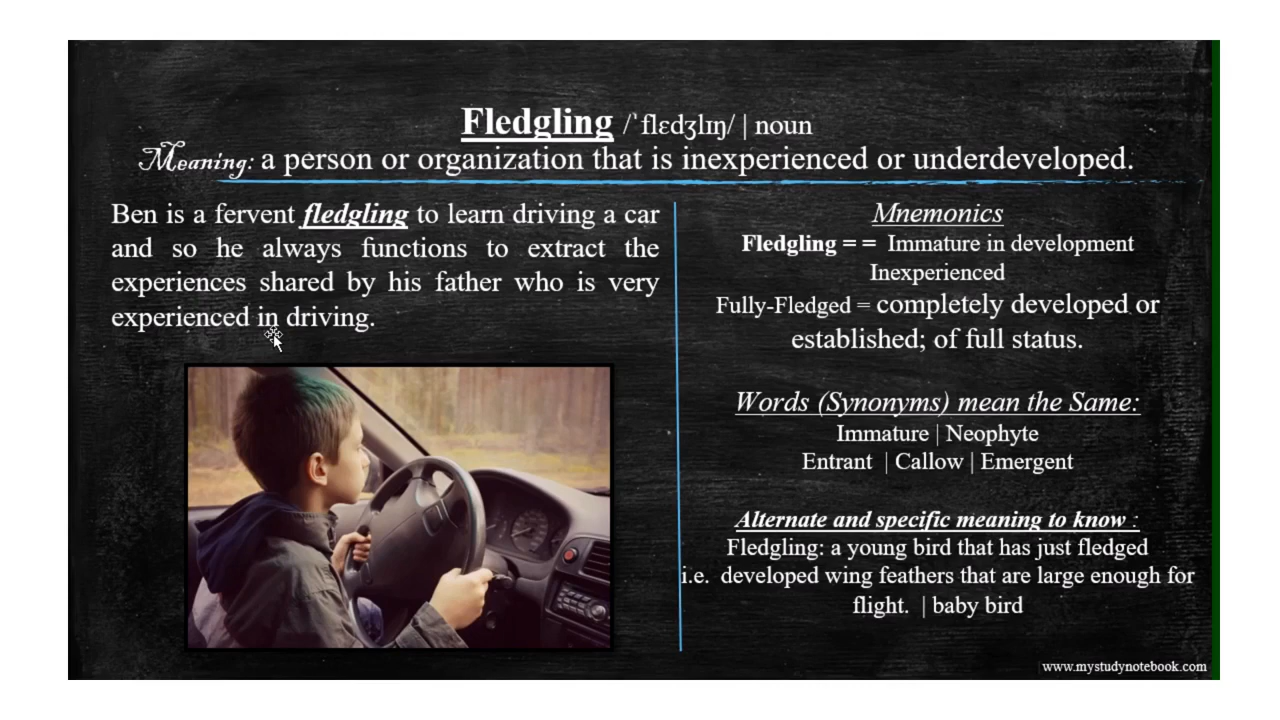 Fledgling /ˈflɛdʒlɪŋ/ | noun
Meaning: a person or organization that is inexperienced or underdeveloped.
Ben is a fervent fledgling to learn driving a car
and so he always functions to extract the
experiences shared by his father who is very
experienced in driving.
Mnemonics
Fledgling = = Immature in development
Inexperienced
Fully-Fledged = completely developed or
established; of full status.
Words (Synonyms) mean the Same:
Immature | Neophyte
Entrant | Callow | Emergent
Alternate and specific meaning to know :
Fledgling: a young bird that has just fledged
i.e. developed wing feathers that are large enough for
flight. | baby bird
www.mystudynotebook.com